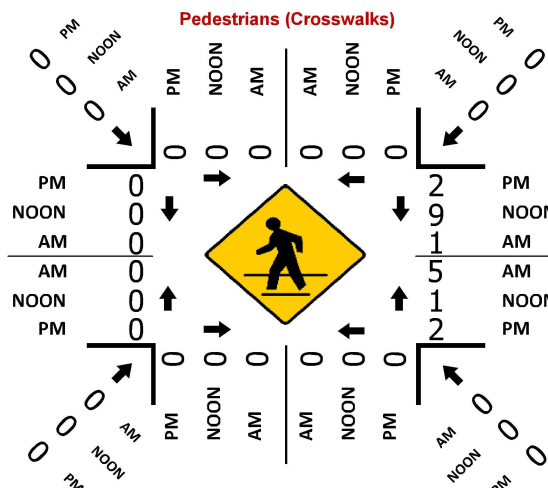 Pedestrians (Crosswalks)
0 PM
0 NOON
0 AM
PM NOON AM AM NOON PM
PM 0
NOON 0
AM 0
0 0 0 0 0 0
PM 0 2 PM
NOON 0 9 NOON
AM 0 1 AM
AM 0 5 AM
NOON 0 1 NOON
PM 0 2 PM
0 0 0 0 0 0
PM NOON AM AM NOON PM
0 AM
0 NOON
0 PM
AM 0
NOON 0
PM 0